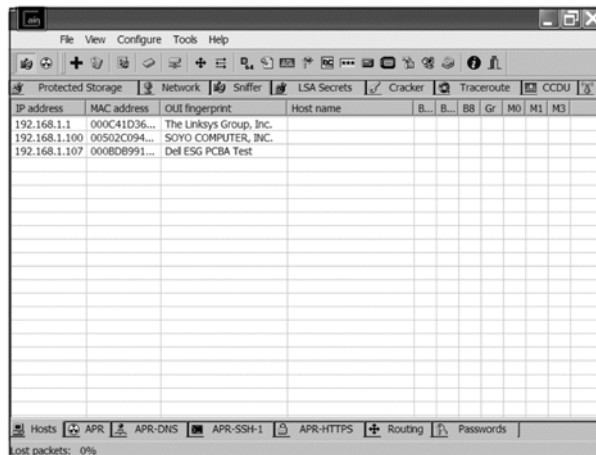 ain
File View Configure Tools Help
Protected Storage Network Sniffer LSA Secrets Cracker Traceroute CCDU
IP address MAC address OUI fingerprint Host name B... B... B8 Gr M0 M1 M3
192.168.1.1 000C41D36... The Linksys Group, Inc.
192.168.1.100 00502C094... SOYO COMPUTER, INC.
192.168.1.107 000BDB991... Dell ESG PCBA Test
Hosts APR APR-DNS APR-SSH-1 APR-HTTPS Routing Passwords
Lost packets: 0%